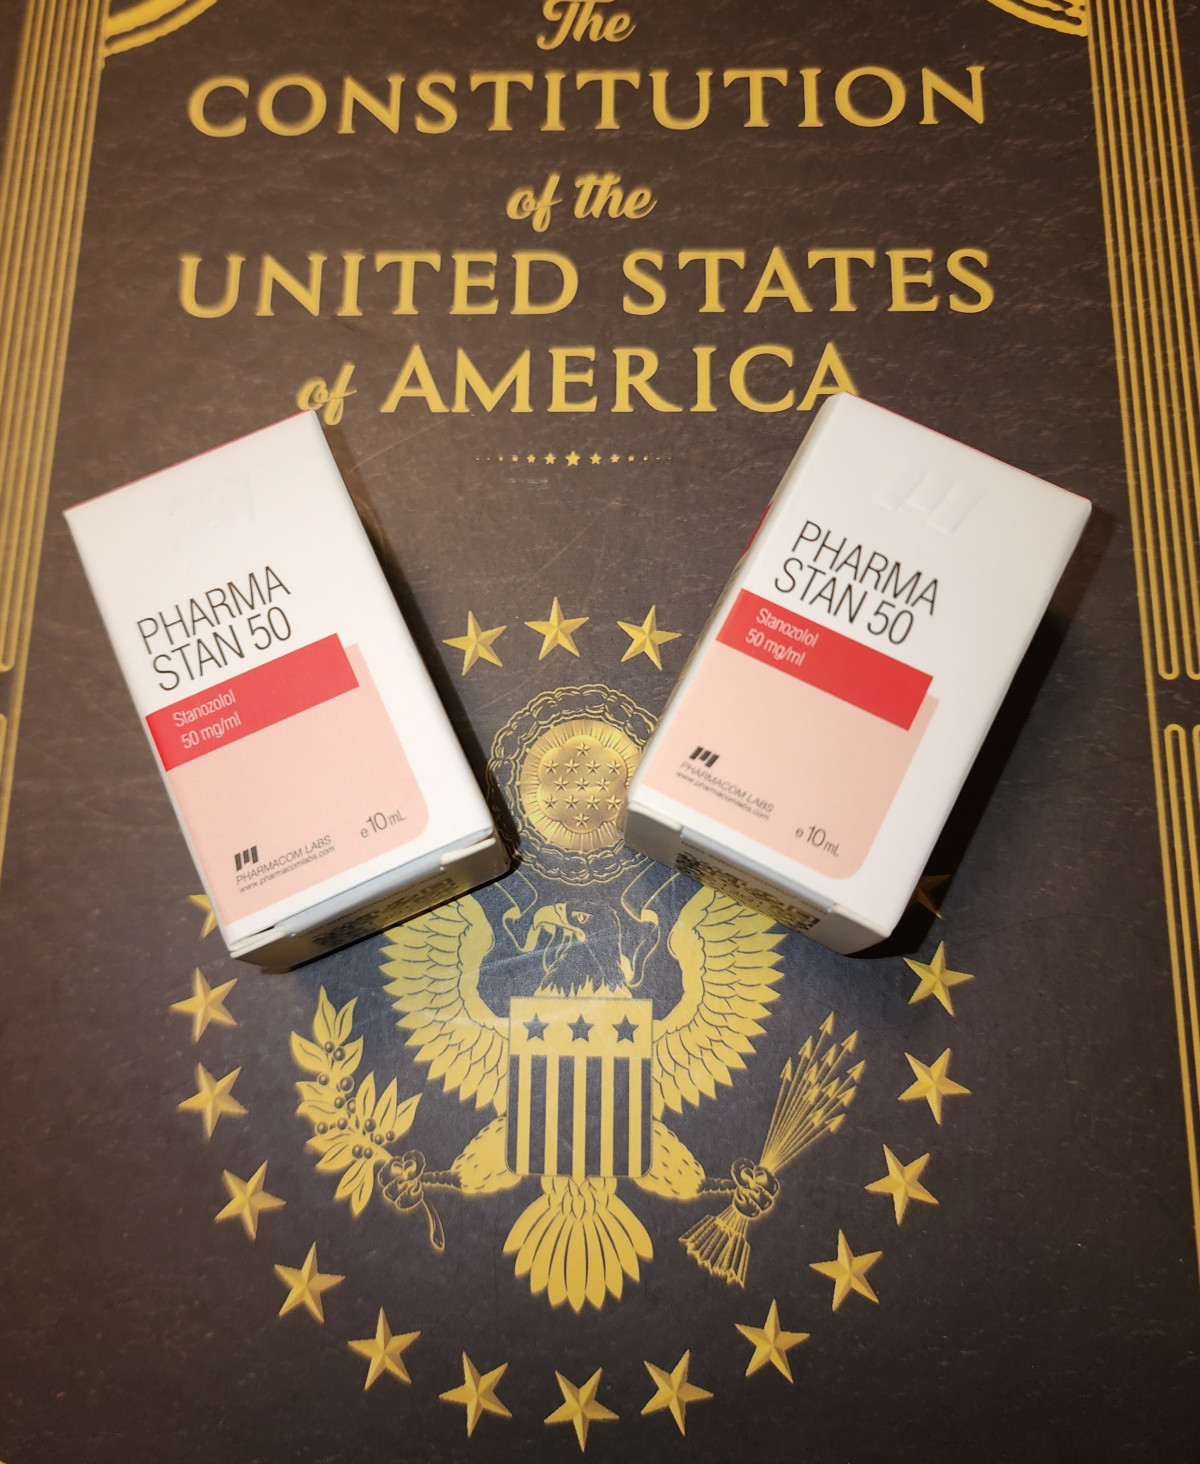 The
CONSTITUTION
of the
UNITED STATES
of AMERICA
PHARMA
STAN 50
Stanozolol
50 mg/ml
PHARMACOM LABS
www.pharmacomlabs.com
e 10 mL
PHARMA
STAN 50
Stanozolol
50 mg/ml
PHARMACOM LABS
www.pharmacomlabs.com
e 10 mL